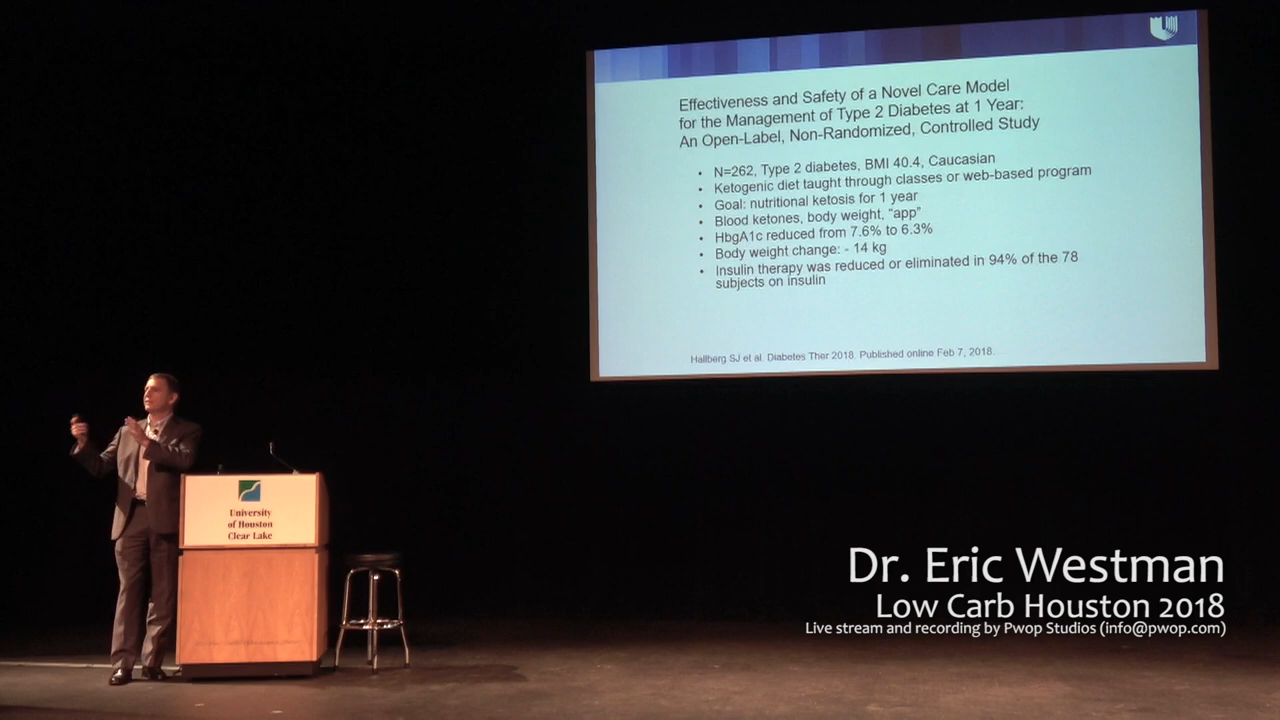 Effectiveness and Safety of a Novel Care Model
for the Management of Type 2 Diabetes at 1 Year:
An Open-Label, Non-Randomized, Controlled Study
• N=262, Type 2 diabetes, BMI 40.4, Caucasian
• Ketogenic diet taught through classes or web-based program
• Goal: nutritional ketosis for 1 year
• Blood ketones, body weight, “app”
• HbgA1c reduced from 7.6% to 6.3%
• Body weight change: - 14 kg
• Insulin therapy was reduced or eliminated in 94% of the 78
subjects on insulin
Hallberg SJ et al. Diabetes Ther 2018. Published online Feb 7, 2018.
University
of Houston
Clear Lake
Dr. Eric Westman
Low Carb Houston 2018
Live stream and recording by Pwop Studios (info@pwop.com)